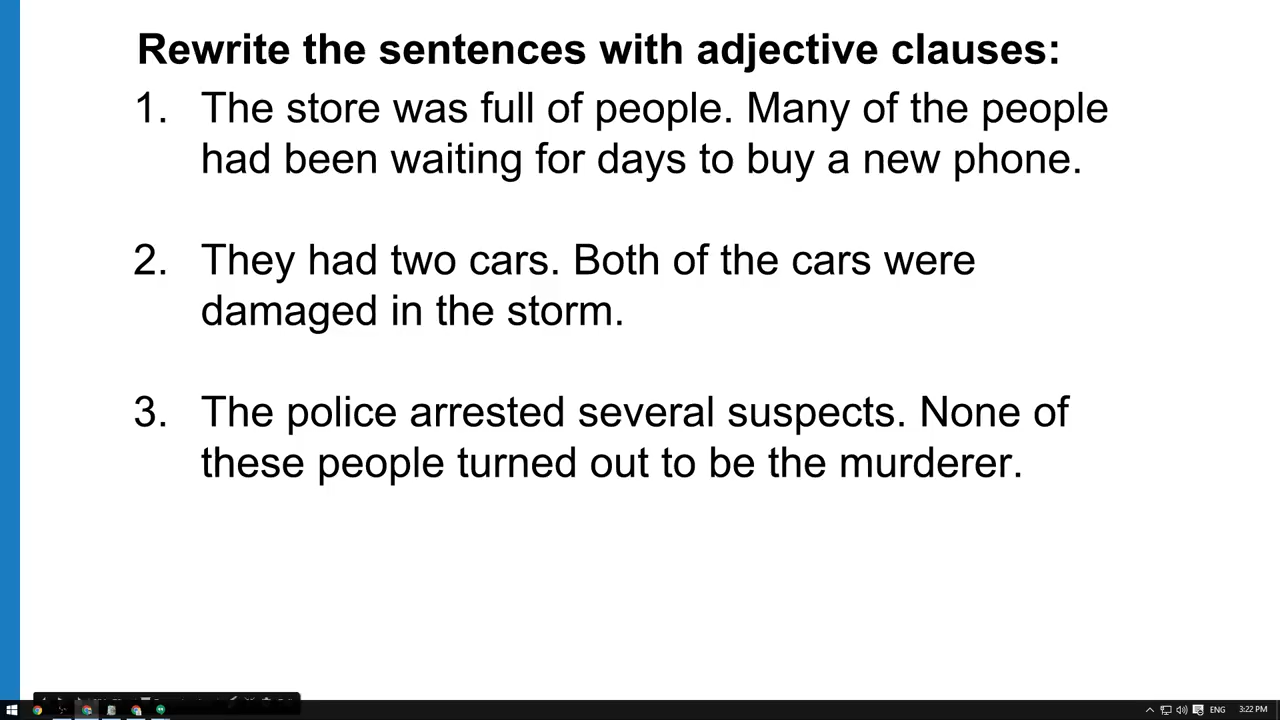 Rewrite the sentences with adjective clauses:
1. The store was full of people. Many of the people
had been waiting for days to buy a new phone.
2. They had two cars. Both of the cars were
damaged in the storm.
3. The police arrested several suspects. None of
these people turned out to be the murderer.
ENG 3:22 PM